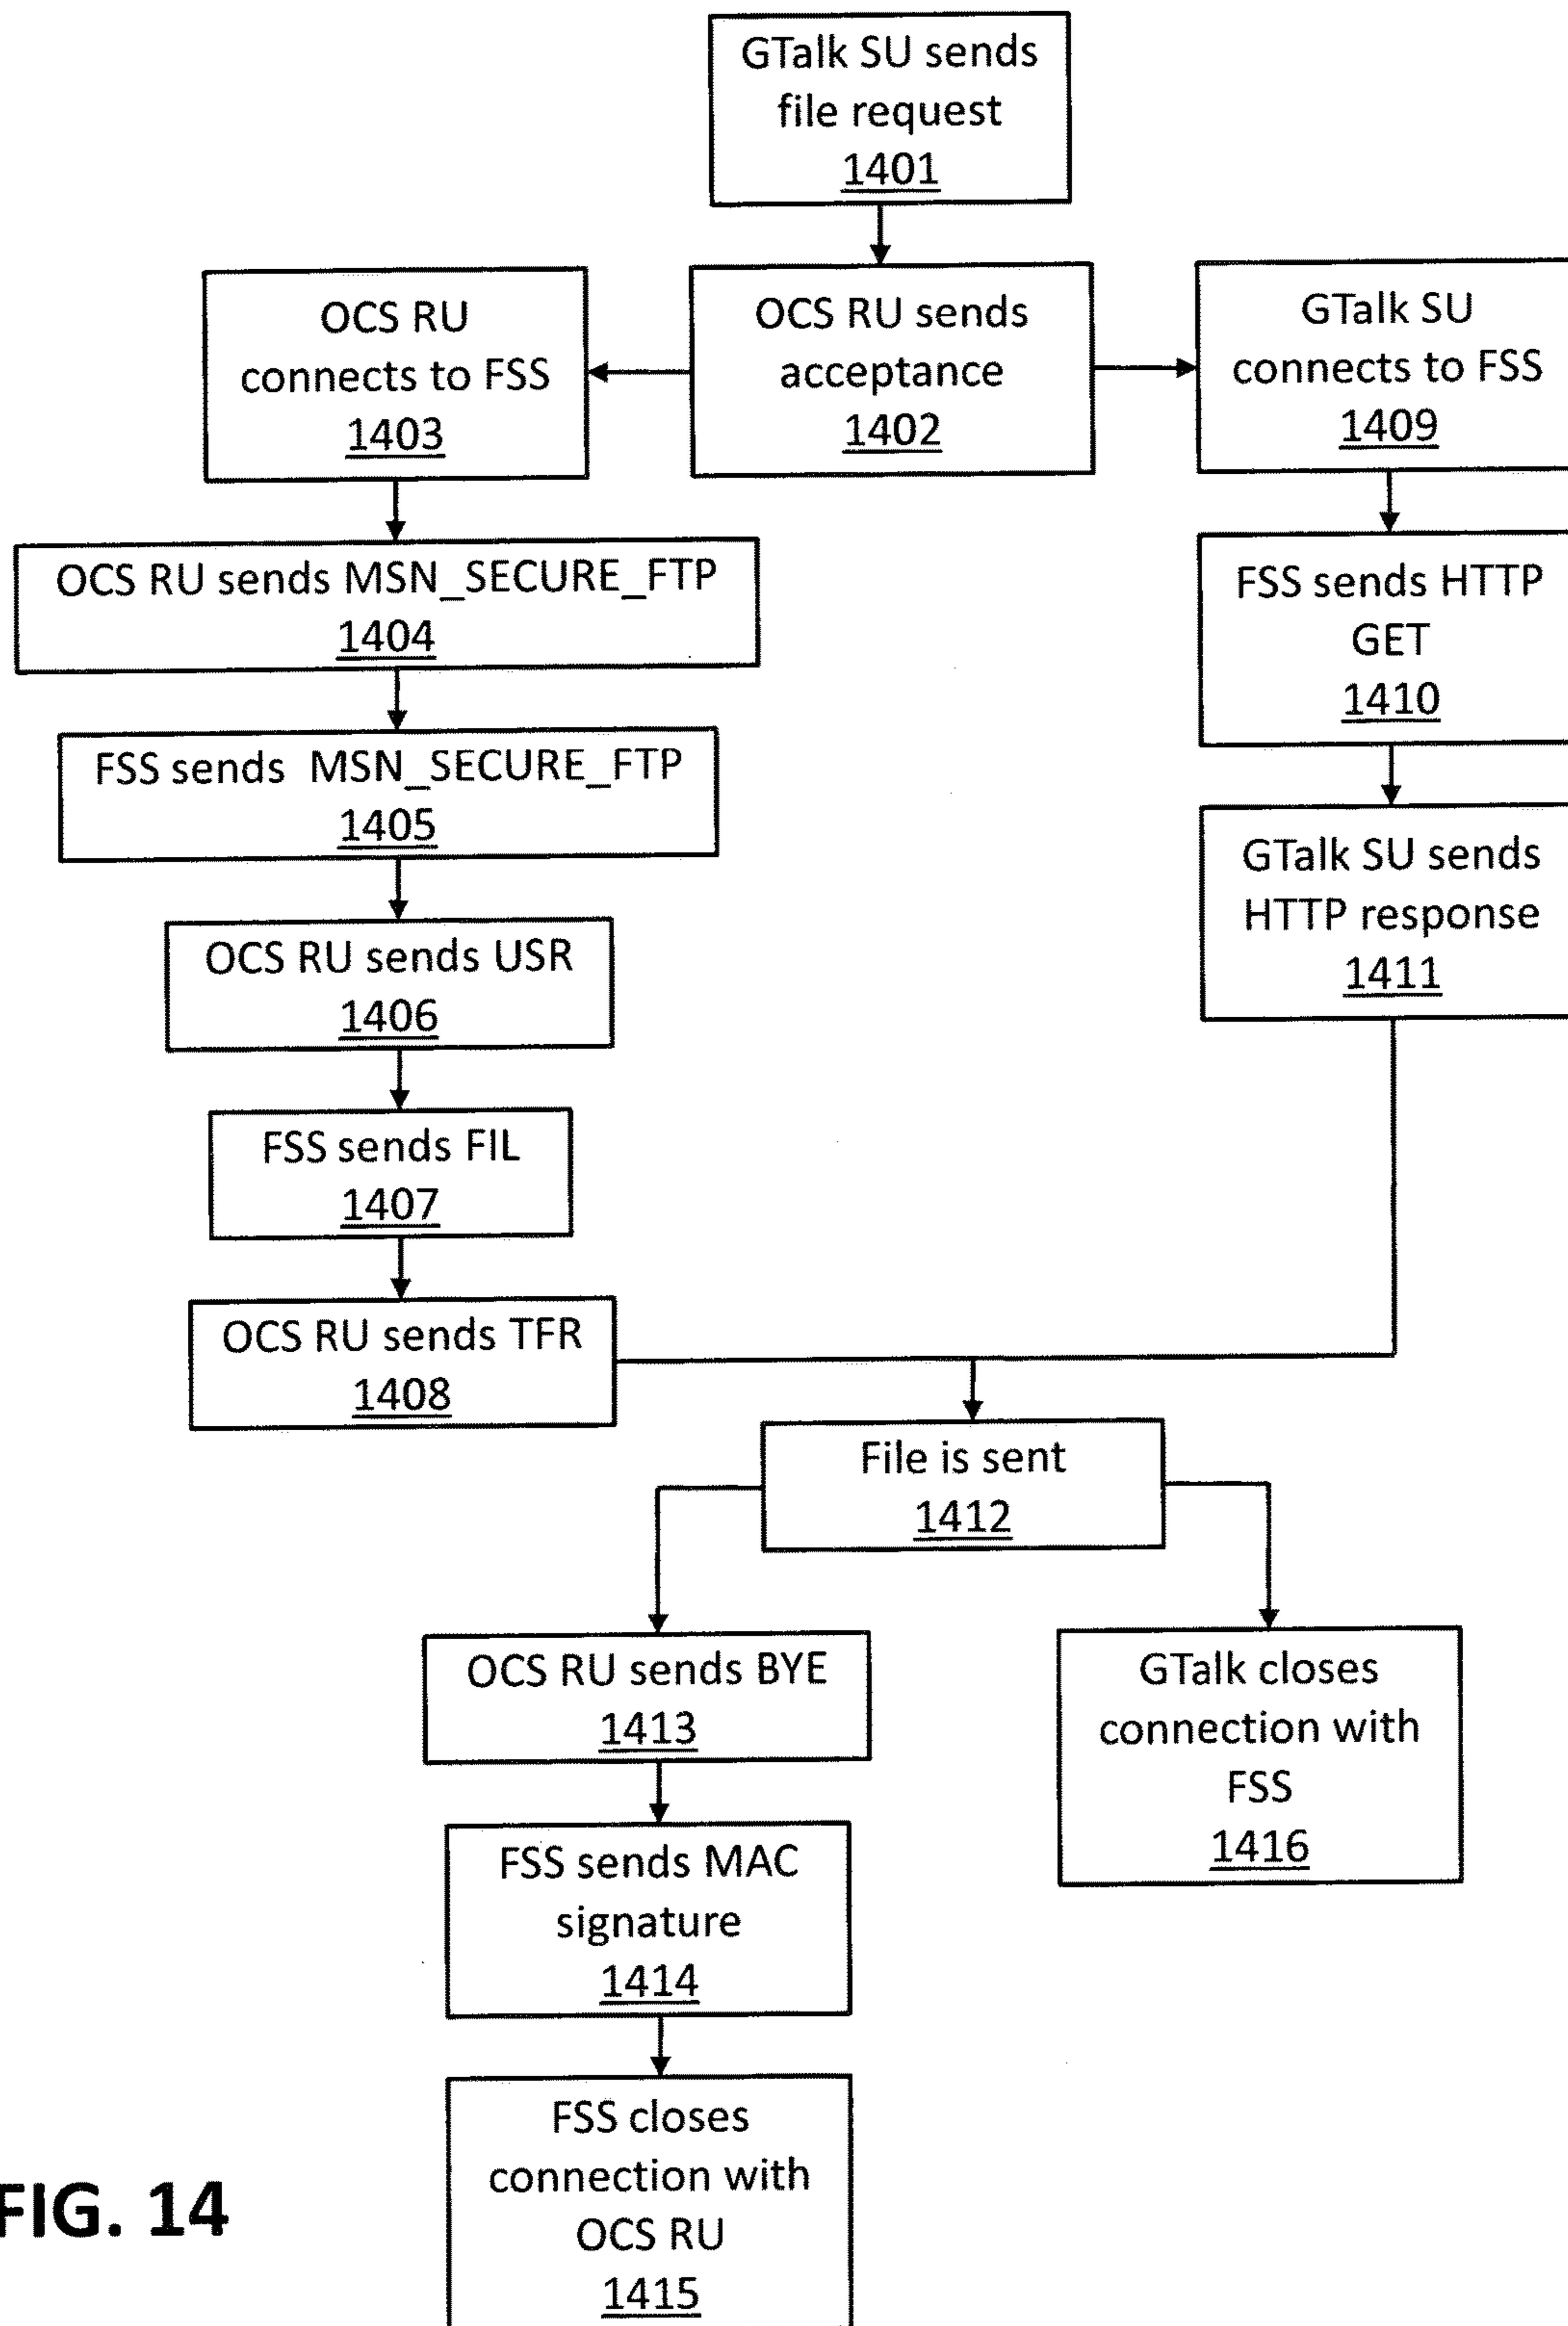 GTalk SU sends
file request
1401
OCS RU
connects to FSS
1403
OCS RU sends
acceptance
1402
GTalk SU
connects to FSS
1409
OCS RU sends MSN_SECURE_FTP
1404
FSS sends HTTP
GET
1410
FSS sends MSN_SECURE_FTP
1405
GTalk SU sends
HTTP response
1411
OCS RU sends USR
1406
FSS sends FIL
1407
OCS RU sends TFR
1408
File is sent
1412
OCS RU sends BYE
1413
GTalk closes
connection with
FSS
1416
FSS sends MAC
signature
1414
FSS closes
connection with
OCS RU
1415
FIG. 14